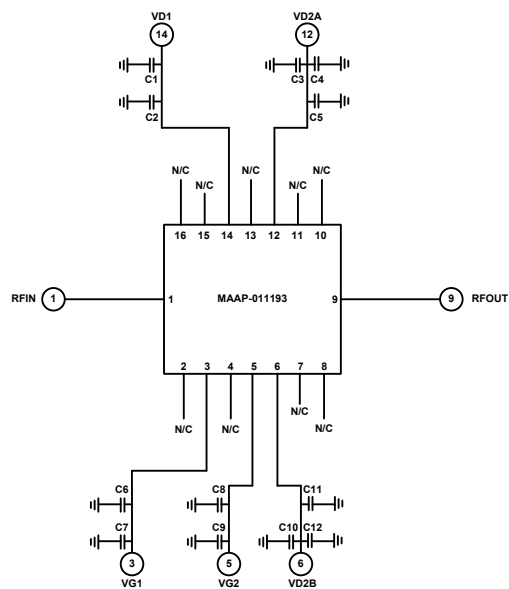 VD1 VD2A
14 12
C1 C3 C4
C2 C5
N/C N/C N/C N/C N/C
16 15 14 13 12 11 10
RFIN 1 1 MAAP-011193 9 9 RFOUT
2 3 4 5 6 7 8
N/C N/C N/C N/C
C6 C8 C11
C7 C9 C10 C12
3 5 6
VG1 VG2 VD2B